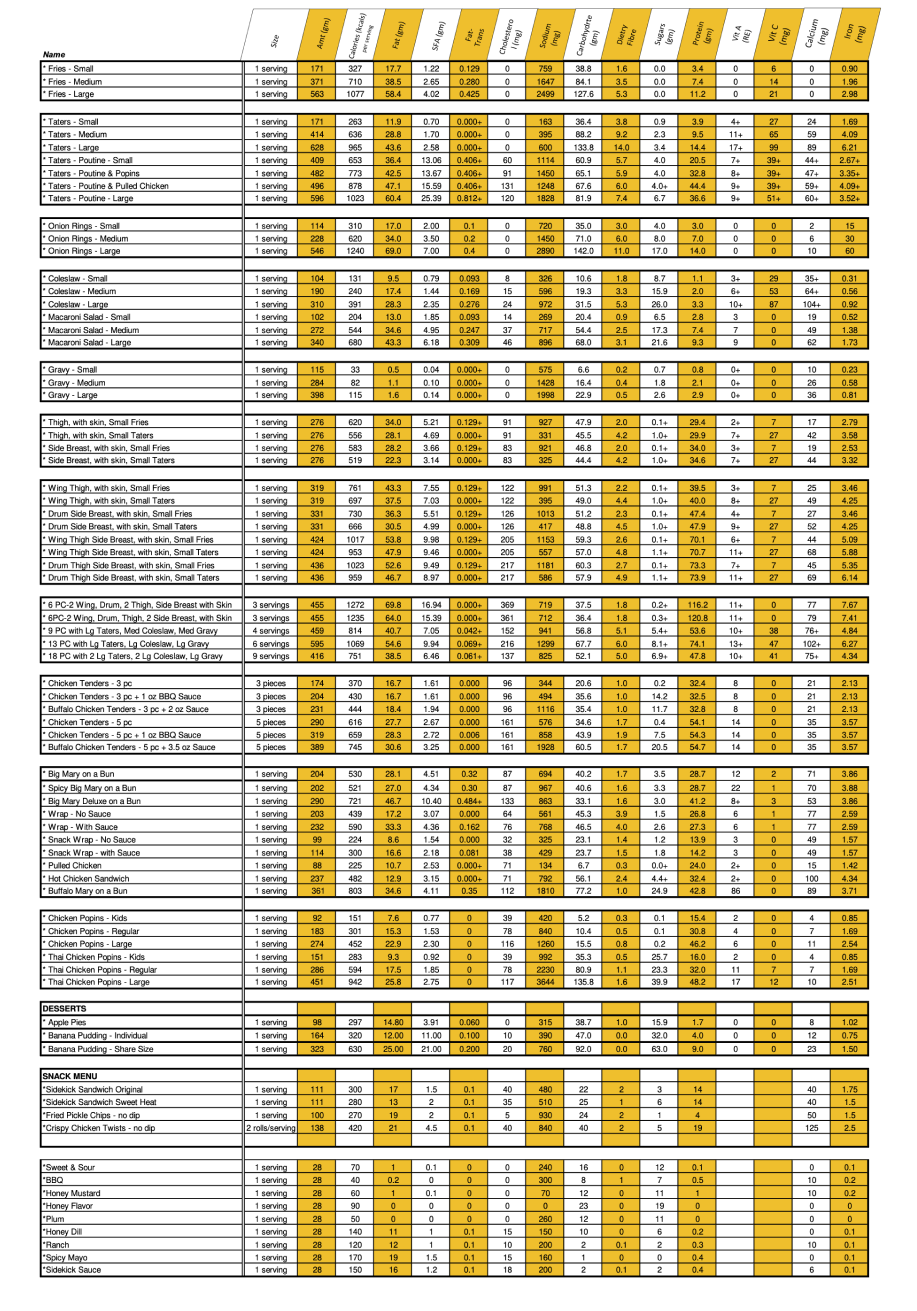 Name Size Amt (gm) Calories (kcals) per serving Fat (gm) SFA (gm) Fat-Trans Cholesterol (mg) Sodium (mg) Carbohydrte (gm) Dietry Fibre Sugars (gm) Protein (gm) Vit A (RE) Vit C (mg) Calcium (mg) Iron (mg)
* Fries - Small 1 serving 171 327 17.7 1.22 0.129 0 759 38.8 1.6 0.0 3.4 0 6 0 0.90
* Fries - Medium 1 serving 371 710 38.5 2.65 0.280 0 1647 84.1 3.5 0.0 7.4 0 14 0 1.96
* Fries - Large 1 serving 563 1077 58.4 4.02 0.425 0 2499 127.6 5.3 0.0 11.2 0 21 0 2.98
* Taters - Small 1 serving 171 263 11.9 0.70 0.000+ 0 163 36.4 3.8 0.9 3.9 4+ 27 24 1.69
* Taters - Medium 1 serving 414 636 28.8 1.70 0.000+ 0 395 88.2 9.2 2.3 9.5 11+ 65 59 4.09
* Taters - Large 1 serving 628 965 43.6 2.58 0.000+ 0 600 133.8 14.0 3.4 14.4 17+ 99 89 6.21
* Taters - Poutine - Small 1 serving 409 653 36.4 13.06 0.406+ 60 1114 60.9 5.7 4.0 20.5 7+ 39+ 44+ 2.67+
* Taters - Poutine & Popins 1 serving 482 773 42.5 13.67 0.406+ 91 1450 65.1 5.9 4.0 32.8 8+ 39+ 47+ 3.35+
* Taters - Poutine & Pulled Chicken 1 serving 496 878 47.1 15.59 0.406+ 131 1248 67.6 6.0 4.0+ 44.4 9+ 39+ 59+ 4.09+
* Taters - Poutine - Large 1 serving 596 1023 60.4 25.39 0.812+ 120 1828 81.9 7.4 6.7 36.6 9+ 51+ 60+ 3.52+
* Onion Rings - Small 1 serving 114 310 17.0 2.00 0.1 0 720 35.0 3.0 4.0 3.0 0 0 2 15
* Onion Rings - Medium 1 serving 228 620 34.0 3.50 0.2 0 1450 71.0 6.0 8.0 7.0 0 0 6 30
* Onion Rings - Large 1 serving 546 1240 69.0 7.00 0.4 0 2890 142.0 11.0 17.0 14.0 0 0 10 60
* Coleslaw - Small 1 serving 104 131 9.5 0.79 0.093 8 326 10.6 1.8 8.7 1.1 3+ 29 35+ 0.31
* Coleslaw - Medium 1 serving 190 240 17.4 1.44 0.169 15 596 19.3 3.3 15.9 2.0 6+ 53 64+ 0.56
* Coleslaw - Large 1 serving 310 391 28.3 2.35 0.276 24 972 31.5 5.3 26.0 3.3 10+ 87 104+ 0.92
* Macaroni Salad - Small 1 serving 102 204 13.0 1.85 0.093 14 269 20.4 0.9 6.5 2.8 3 0 19 0.52
* Macaroni Salad - Medium 1 serving 272 544 34.6 4.95 0.247 37 717 54.4 2.5 17.3 7.4 7 0 49 1.38
* Macaroni Salad - Large 1 serving 340 680 43.3 6.18 0.309 46 896 68.0 3.1 21.6 9.3 9 0 62 1.73
* Gravy - Small 1 serving 115 33 0.5 0.04 0.000+ 0 575 6.6 0.2 0.7 0.8 0+ 0 10 0.23
* Gravy - Medium 1 serving 284 82 1.1 0.10 0.000+ 0 1428 16.4 0.4 1.8 2.1 0+ 0 26 0.58
* Gravy - Large 1 serving 398 115 1.6 0.14 0.000+ 0 1998 22.9 0.5 2.6 2.9 0+ 0 36 0.81
* Thigh, with skin, Small Fries 1 serving 276 620 34.0 5.21 0.129+ 91 927 47.9 2.0 0.1+ 29.4 2+ 7 17 2.79
* Thigh, with skin, Small Taters 1 serving 276 556 28.1 4.69 0.000+ 91 331 45.5 4.2 1.0+ 29.9 7+ 27 42 3.58
* Side Breast, with skin, Small Fries 1 serving 276 583 28.2 3.66 0.129+ 83 921 46.8 2.0 0.1+ 34.0 3+ 7 19 2.53
* Side Breast, with skin, Small Taters 1 serving 276 519 22.3 3.14 0.000+ 83 325 44.4 4.2 1.0+ 34.6 7+ 27 44 3.32
* Wing Thigh, with skin, Small Fries 1 serving 319 761 43.3 7.55 0.129+ 122 991 51.3 2.2 0.1+ 39.5 3+ 7 25 3.46
* Wing Thigh, with skin, Small Taters 1 serving 319 697 37.5 7.03 0.000+ 122 395 49.0 4.4 1.0+ 40.0 8+ 27 49 4.25
* Drum Side Breast, with skin, Small Fries 1 serving 331 730 36.3 5.51 0.129+ 126 1013 51.2 2.3 0.1+ 47.4 4+ 7 27 3.46
* Drum Side Breast, with skin, Small Taters 1 serving 331 666 30.5 4.99 0.000+ 126 417 48.8 4.5 1.0+ 47.9 9+ 27 52 4.25
* Wing Thigh Side Breast, with skin, Small Fries 1 serving 424 1017 53.8 9.98 0.129+ 205 1153 59.3 2.6 0.1+ 70.1 6+ 7 44 5.09
* Wing Thigh Side Breast, with skin, Small Taters 1 serving 424 953 47.9 9.46 0.000+ 205 557 57.0 4.8 1.1+ 70.7 11+ 27 68 5.88
* Drum Thigh Side Breast, with skin, Small Fries 1 serving 436 1023 52.6 9.49 0.129+ 217 1181 60.3 2.7 0.1+ 73.3 7+ 7 45 5.35
* Drum Thigh Side Breast, with skin, Small Taters 1 serving 436 959 46.7 8.97 0.000+ 217 586 57.9 4.9 1.1+ 73.9 11+ 27 69 6.14
* 6 PC-2 Wing, Drum, 2 Thigh, Side Breast with Skin 3 servings 455 1272 69.8 16.94 0.000+ 369 719 37.5 1.8 0.2+ 116.2 11+ 0 77 7.67
* 6PC-2 Wing, Drum, Thigh, 2 Side Breast with Skin 3 servings 455 1235 64.0 15.39 0.000+ 361 712 36.4 1.8 0.3+ 120.8 11+ 0 79 7.41
* 9 PC with Lg Taters, Med Coleslaw, Med Gravy 4 servings 459 814 40.7 7.05 0.042+ 152 941 56.8 5.1 5.4+ 53.6 10+ 38 76+ 4.84
* 13 PC with Lg Taters, Lg Coleslaw, Lg Gravy 6 servings 595 1069 54.6 9.94 0.069+ 216 1299 67.7 6.0 8.1+ 74.1 13+ 47 102+ 6.27
* 18 PC with 2 Lg Taters, 2 Lg Coleslaw, Lg Gravy 9 servings 416 751 38.5 6.46 0.061+ 137 825 52.1 5.0 6.9+ 47.8 10+ 41 75+ 4.34
* Chicken Tenders - 3 pc 3 pieces 174 370 16.7 1.61 0.000 96 344 20.6 1.0 0.2 32.4 8 0 21 2.13
* Chicken Tenders - 3 pc + 1 oz BBQ Sauce 3 pieces 204 430 16.7 1.61 0.000 96 494 35.6 1.0 14.2 32.5 8 0 21 2.13
* Buffalo Chicken Tenders - 3 pc + 2 oz Sauce 3 pieces 231 444 18.4 1.94 0.000 96 1116 35.4 1.0 11.7 32.8 8 0 21 2.13
* Chicken Tenders - 5 pc 5 pieces 290 616 27.7 2.67 0.000 161 576 34.6 1.7 0.4 54.1 14 0 35 3.57
* Chicken Tenders - 5 pc + 1 oz BBQ Sauce 5 pieces 319 659 28.3 2.72 0.006 161 858 43.9 1.9 7.5 54.3 14 0 35 3.57
* Buffalo Chicken Tenders - 5 pc + 3.5 oz Sauce 5 pieces 389 745 30.6 3.25 0.000 161 1928 60.5 1.7 20.5 54.7 14 0 35 3.57
* Big Mary on a Bun 1 serving 204 530 28.1 4.51 0.32 87 694 40.2 1.7 3.5 28.7 12 2 71 3.86
* Spicy Big Mary on a Bun 1 serving 202 521 27.0 4.34 0.30 87 967 40.6 1.6 3.3 28.7 22 1 70 3.88
* Big Mary Deluxe on a Bun 1 serving 290 721 46.7 10.40 0.484+ 133 863 33.1 1.6 3.0 41.2 8+ 3 53 3.86
* Wrap - No Sauce 1 serving 203 439 17.2 3.07 0.000 64 561 45.3 3.9 1.5 26.8 6 1 77 2.59
* Wrap - With Sauce 1 serving 232 590 33.3 4.36 0.162 76 768 46.5 4.0 2.6 27.3 6 1 77 2.59
* Snack Wrap - No Sauce 1 serving 99 224 8.6 1.54 0.000 32 325 23.1 1.4 1.2 13.9 3 0 49 1.57
* Snack Wrap - with Sauce 1 serving 114 300 16.6 2.18 0.081 38 429 23.7 1.5 1.8 14.2 3 0 49 1.57
* Pulled Chicken 1 serving 88 225 10.7 2.53 0.000+ 71 134 6.7 0.3 0.0+ 24.0 2+ 0 15 1.42
* Hot Chicken Sandwich 1 serving 237 482 12.9 3.15 0.000+ 71 792 56.1 2.4 4.4+ 32.4 2+ 0 100 4.34
* Buffalo Mary on a Bun 1 serving 361 803 34.6 4.11 0.35 112 1810 77.2 1.0 24.9 42.8 86 0 89 3.71
* Chicken Popins - Kids 1 serving 92 151 7.6 0.77 0 39 420 5.2 0.3 0.1 15.4 2 0 4 0.85
* Chicken Popins - Regular 1 serving 183 301 15.3 1.53 0 78 840 10.4 0.5 0.1 30.8 4 0 7 1.69
* Chicken Popins - Large 1 serving 274 452 22.9 2.30 0 116 1260 15.5 0.8 0.2 46.2 6 0 11 2.54
* Thai Chicken Popins - Kids 1 serving 151 283 9.3 0.92 0 39 992 35.3 0.5 25.7 16.0 2 0 4 0.85
* Thai Chicken Popins - Regular 1 serving 286 594 17.5 1.85 0 78 2230 80.9 1.1 23.3 32.0 11 7 7 1.69
* Thai Chicken Popins - Large 1 serving 451 942 25.8 2.75 0 117 3644 135.8 1.6 39.9 48.2 17 12 10 2.51
DESSERTS
* Apple Pies 1 serving 98 297 14.80 3.91 0.060 0 315 38.7 1.0 15.9 1.7 0 0 8 1.02
* Banana Pudding - Individual 1 serving 164 320 12.00 11.00 0.100 10 390 47.0 0.0 32.0 4.0 0 0 12 0.75
* Banana Pudding - Share Size 1 serving 323 630 25.00 21.00 0.200 20 760 92.0 0.0 63.0 9.0 0 0 23 1.50
SNACK MENU
*Sidekick Sandwich Original 1 serving 111 300 17 1.5 0.1 40 480 22 2 3 14 40 1.75
*Sidekick Sandwich Sweet Heat 1 serving 111 280 13 2 0.1 35 510 25 1 6 14 40 1.5
*Fried Pickle Chips - no dip 1 serving 100 270 19 2 0.1 5 930 24 2 1 4 50 1.5
*Crispy Chicken Twists - no dip 2 rolls/serving 138 420 21 4.5 0.1 40 840 40 2 5 19 125 2.5
*Sweet & Sour 1 serving 28 70 1 0.1 0 0 240 16 0 12 0.1 0 0.1
*BBQ 1 serving 28 40 0.2 0 0 0 300 8 1 7 0.5 10 0.2
*Honey Mustard 1 serving 28 60 1 0.1 0 0 70 12 0 11 1 10 0.2
*Honey Flavor 1 serving 28 90 0 0 0 0 0 23 0 19 0 0 0
*Plum 1 serving 28 50 0 0 0 0 260 12 0 11 0 0 0
*Honey Dill 1 serving 28 140 11 1 0.1 15 150 10 0 6 0.2 0 0.1
*Ranch 1 serving 28 120 12 1 0.1 10 200 2 0.1 2 0.3 10 0.1
*Spicy Mayo 1 serving 28 170 19 1.5 0.1 15 160 1 0 0 0.4 0 0.1
*Sidekick Sauce 1 serving 28 150 16 1.2 0.1 18 200 2 0.1 2 0.4 6 0.1